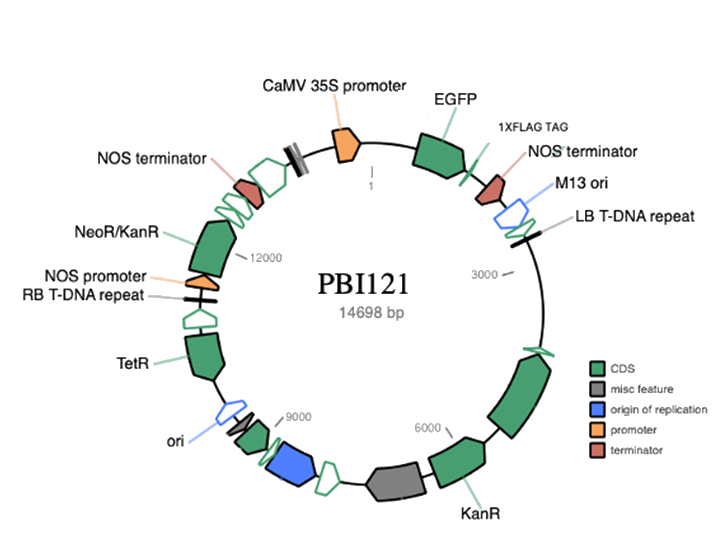 CaMV 35S promoter
EGFP
1XFLAG TAG
NOS terminator
NOS terminator
M13 ori
1
LB T-DNA repeat
NeoR/KanR
12000
3000
NOS promoter
PBI121
RB T-DNA repeat
14698 bp
TetR
CDS
misc feature
9000
origin of replication
6000
promoter
ori
terminator
KanR